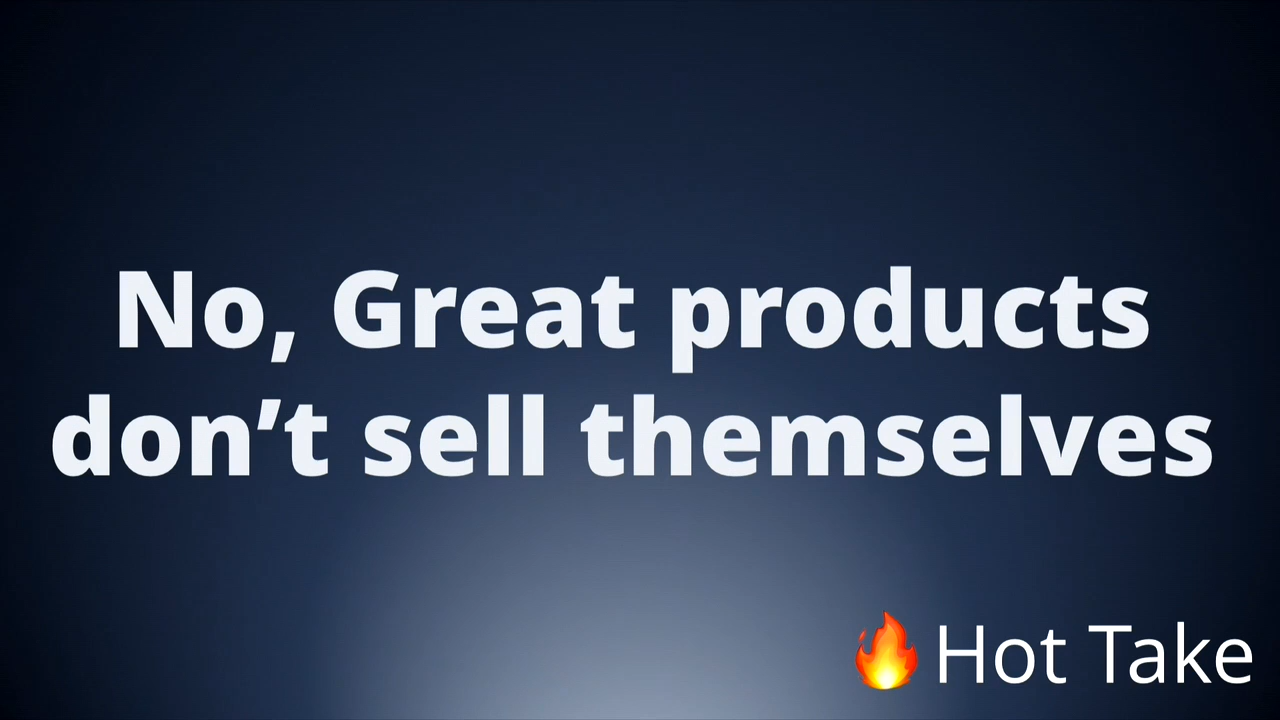 No, Great products
don’t sell themselves
🔥 Hot Take